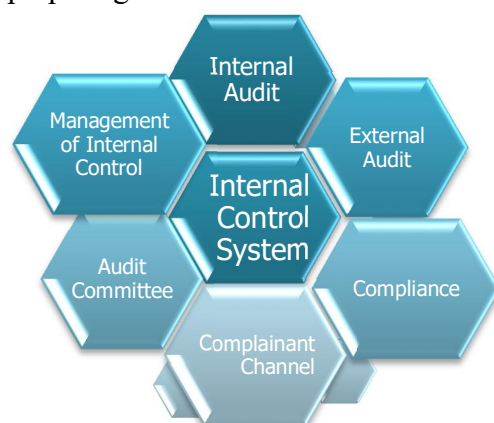 Internal
Audit
Management
of Internal
Control
External
Audit
Internal
Control
System
Audit
Committee
Compliance
Complainant
Channel